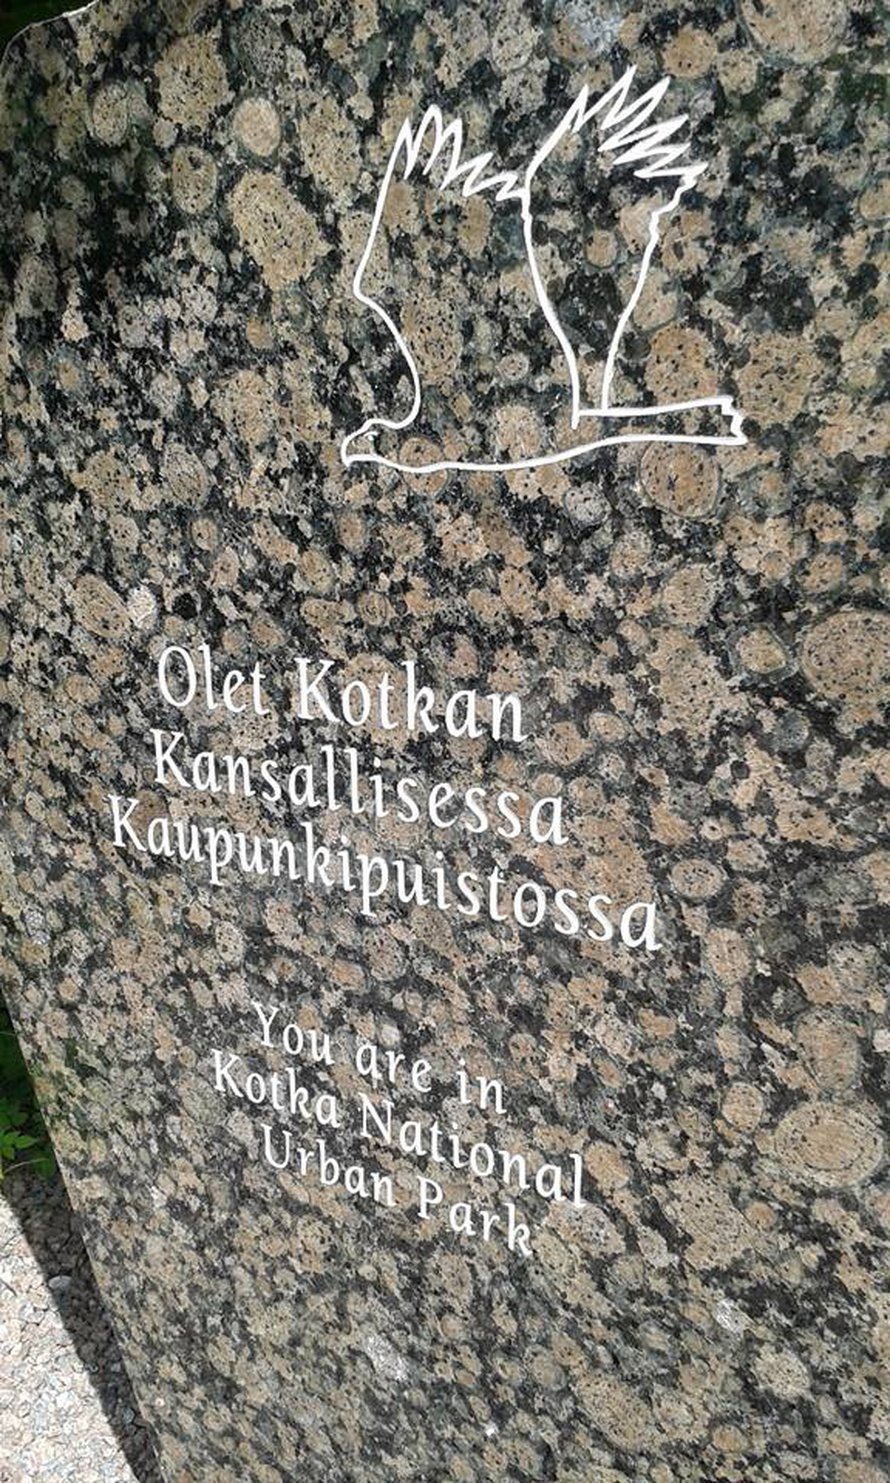 Olet Kotkan
Kansallisessa
Kaupunkipuistossa
You are in
Kotka National
Urban Park